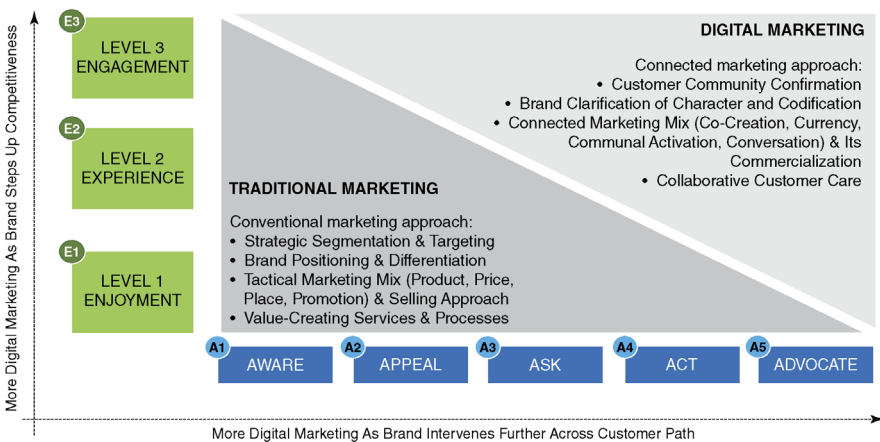 More Digital Marketing As Brand Steps Up Competitiveness
E3
LEVEL 3
ENGAGEMENT
E2
LEVEL 2
EXPERIENCE
E1
LEVEL 1
ENJOYMENT
DIGITAL MARKETING
Connected marketing approach:
• Customer Community Confirmation
• Brand Clarification of Character and Codification
• Connected Marketing Mix (Co-Creation, Currency,
Communal Activation, Conversation) & Its
Commercialization
• Collaborative Customer Care
TRADITIONAL MARKETING
Conventional marketing approach:
• Strategic Segmentation & Targeting
• Brand Positioning & Differentiation
• Tactical Marketing Mix (Product, Price,
Place, Promotion) & Selling Approach
• Value-Creating Services & Processes
A1
AWARE
A2
APPEAL
A3
ASK
A4
ACT
A5
ADVOCATE
More Digital Marketing As Brand Intervenes Further Across Customer Path